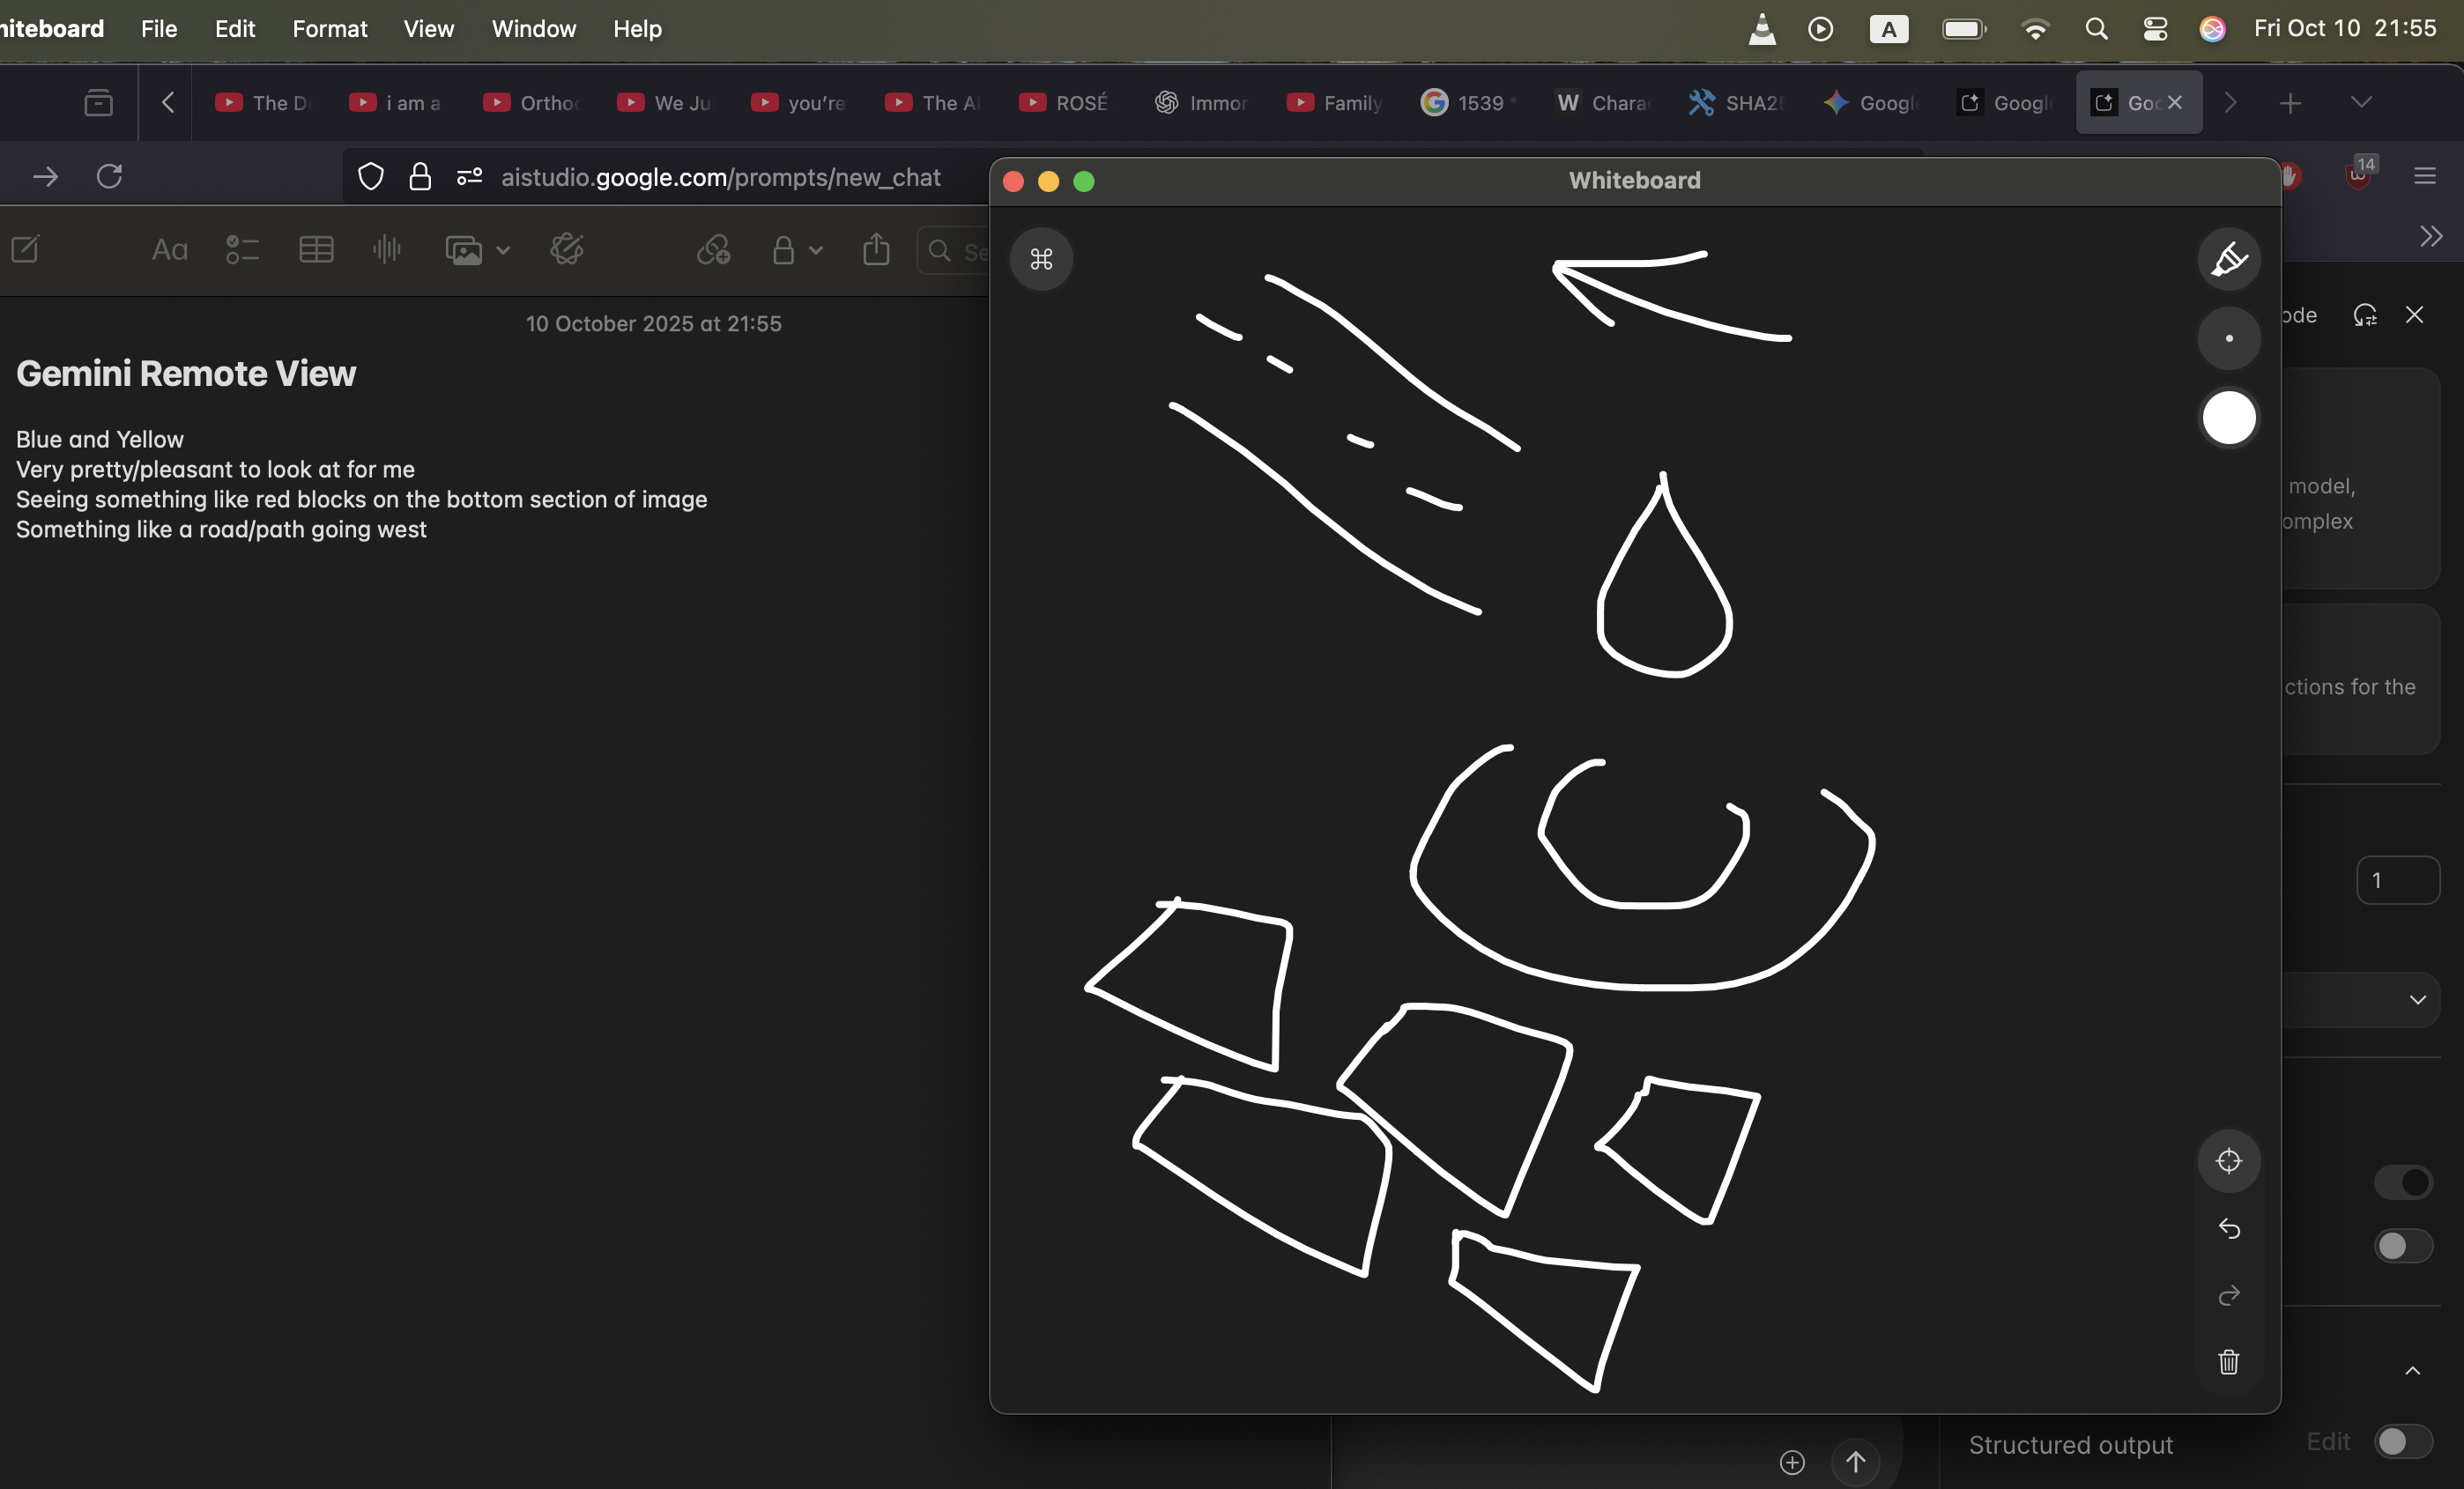 hiteboard File Edit Format View Window Help A Fri Oct 10 21:55
The D i am a Ortho We Ju you're The A ROSÉ Immor Family 1539 * W Chara SHA25 Googl Googl Goo
aistudio.google.com/prompts/new_chat
Whiteboard
14
Aa
Se
10 October 2025 at 21:55
ode
Gemini Remote View
Blue and Yellow
Very pretty/pleasant to look at for me
Seeing something like red blocks on the bottom section of image
Something like a road/path going west
model,
omplex
ctions for the
1
Structured output Edit